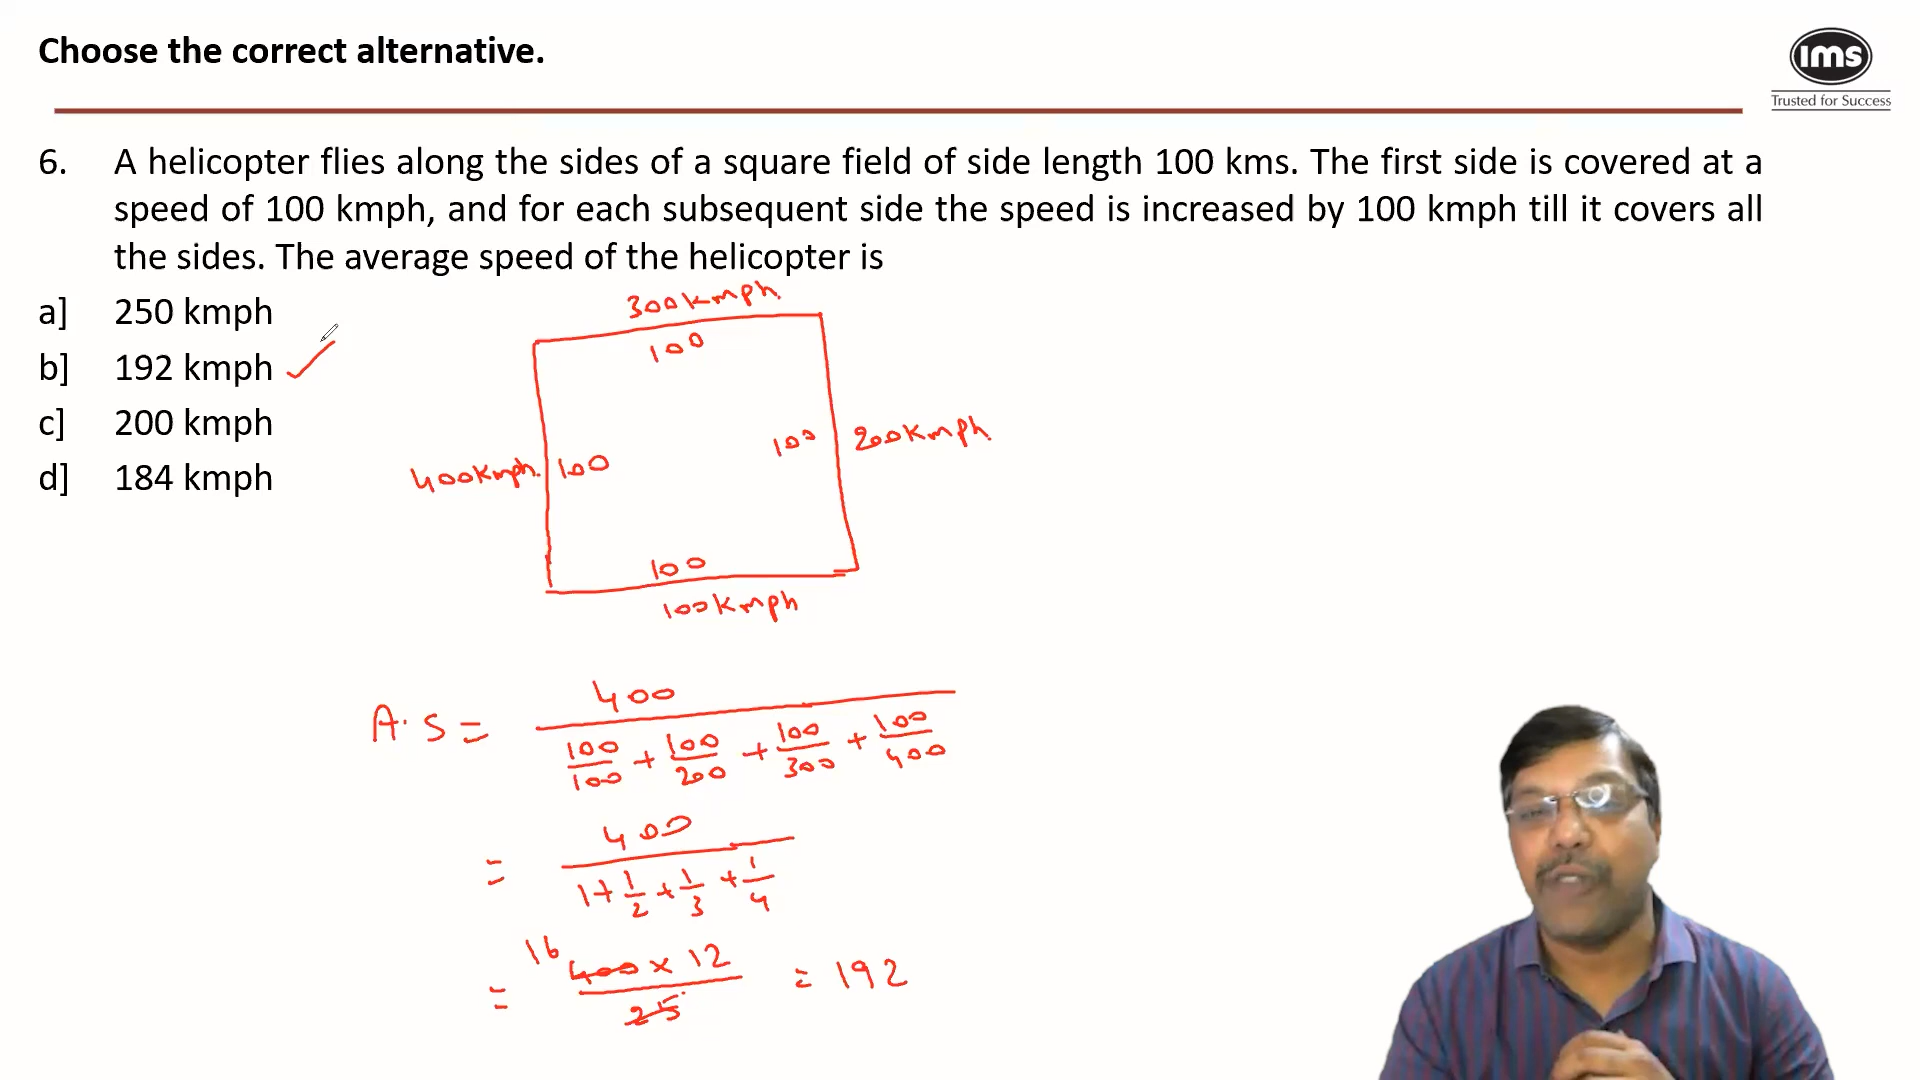 Choose the correct alternative.
ims
Trusted for Success
6. A helicopter flies along the sides of a square field of side length 100 kms. The first side is covered at a
speed of 100 kmph, and for each subsequent side the speed is increased by 100 kmph till it covers all
the sides. The average speed of the helicopter is
a] 250 kmph
b] 192 kmph ✓
c] 200 kmph
d] 184 kmph
300kmph
100
400kmph. 100
100 200kmph
100
100kmph
A.S = 400
100/100 + 100/200 + 100/300 + 100/400
= 400
1+1/2+1/3+1/4
= 16 400 × 12 = 192
25